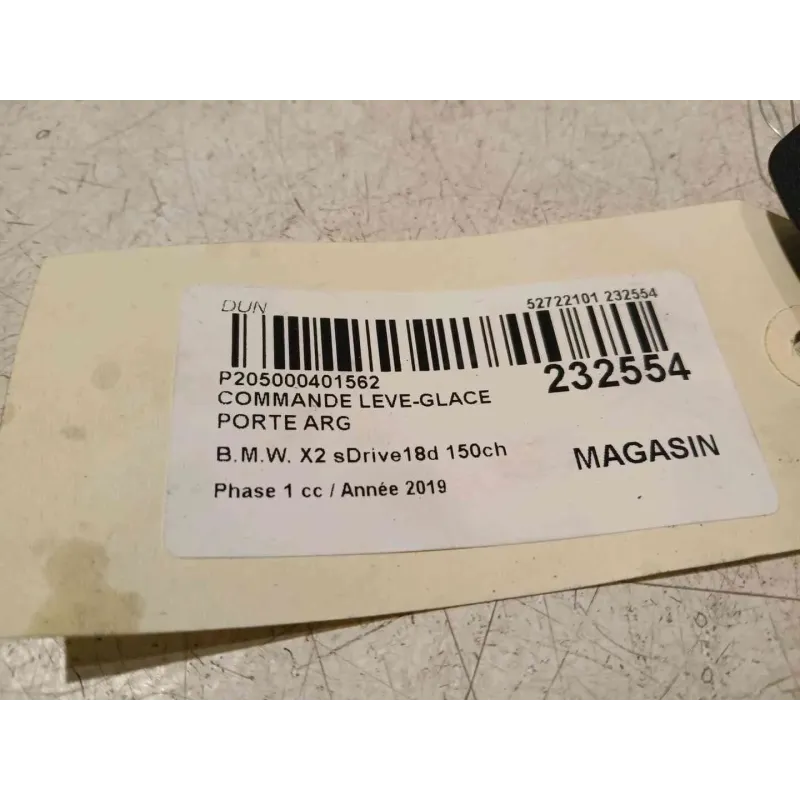 DUN 52722101 232554
P205000401562 232554
COMMANDE LEVE-GLACE
PORTE ARG
B.M.W. X2 sDrive18d 150ch MAGASIN
Phase 1 cc / Année 2019